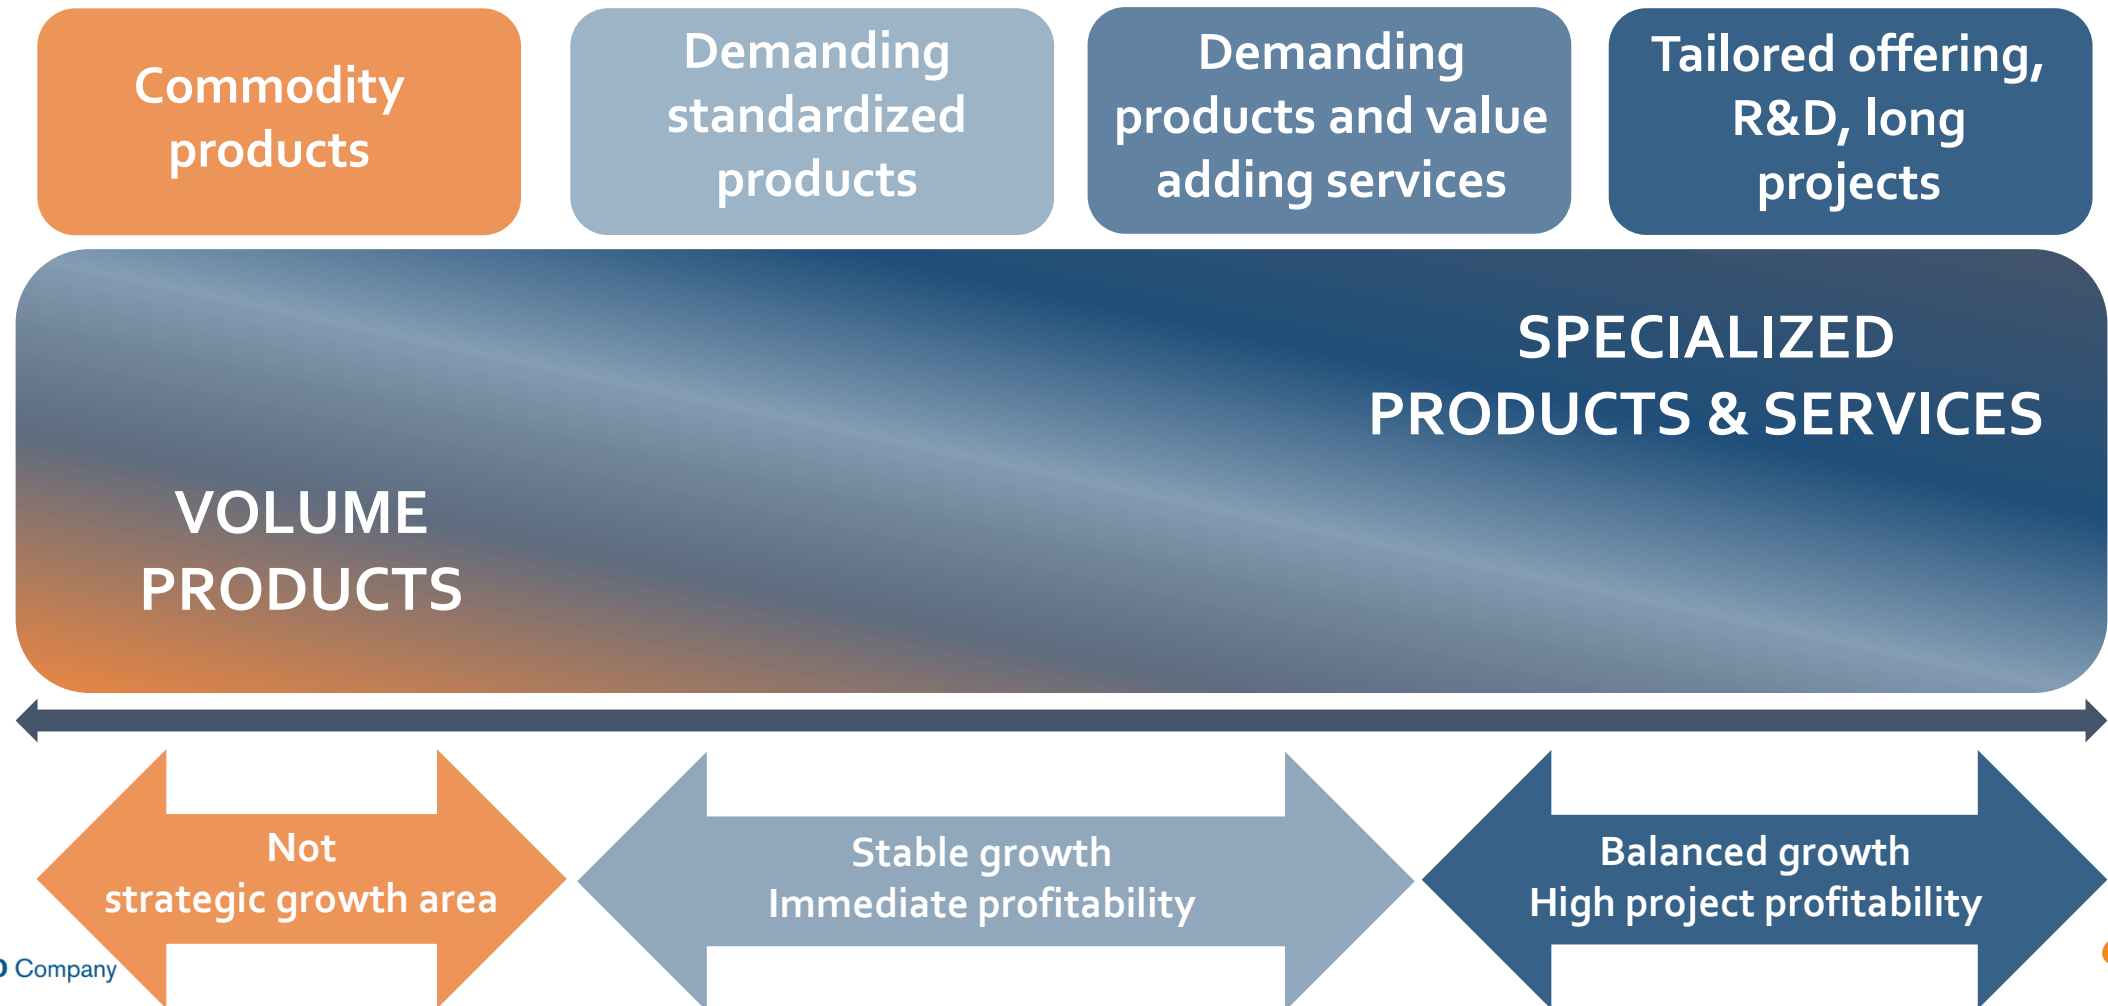 Commodity
products
Demanding
standardized
products
Demanding
products and value
adding services
Tailored offering,
R&D, long
projects
SPECIALIZED
PRODUCTS & SERVICES
VOLUME
PRODUCTS
Not
strategic growth area
Stable growth
Immediate profitability
Balanced growth
High project profitability
Company